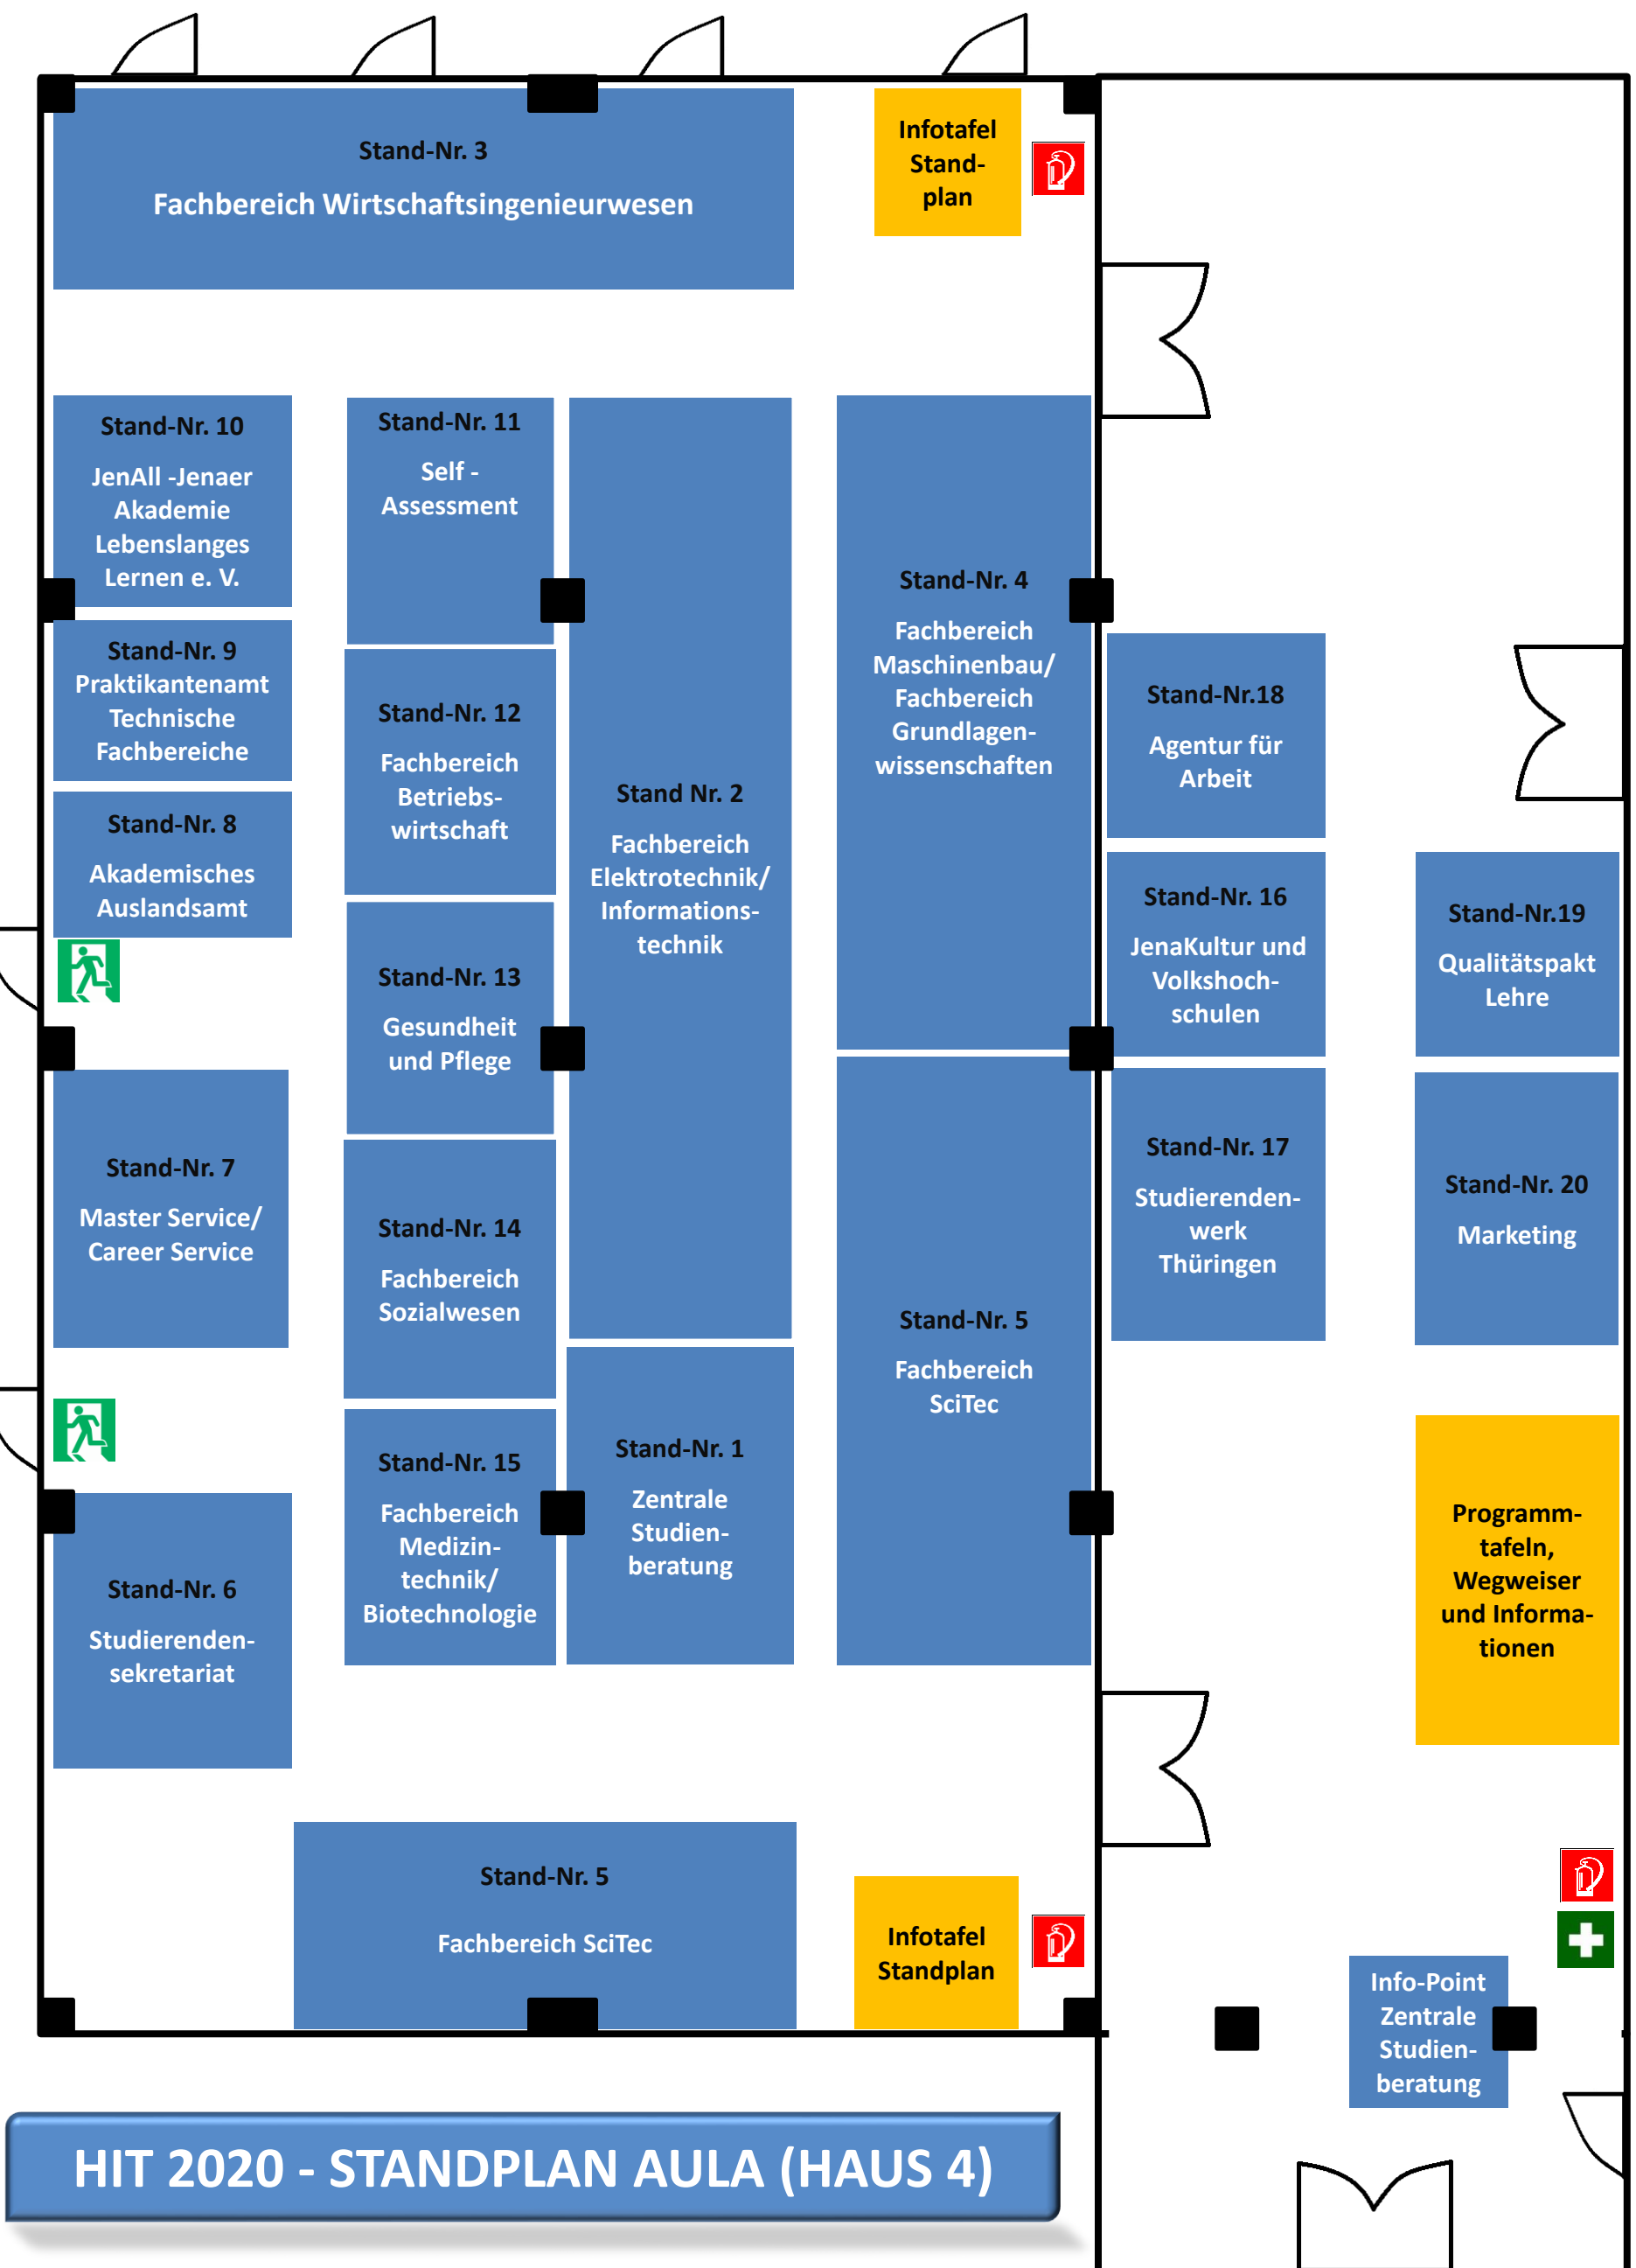 Stand-Nr. 3
Fachbereich Wirtschaftsingenieurwesen
Infotafel
Stand-
plan
Stand-Nr. 10
JenAll -Jenaer
Akademie
Lebenslanges
Lernen e. V.
Stand-Nr. 11
Self -
Assessment
Stand-Nr. 9
Praktikantenamt
Technische
Fachbereiche
Stand-Nr. 8
Akademisches
Auslandsamt
Stand-Nr. 12
Fachbereich
Betriebs-
wirtschaft
Stand Nr. 2
Fachbereich
Elektrotechnik/
Informations-
technik
Stand-Nr. 4
Fachbereich
Maschinenbau/
Fachbereich
Grundlagen-
wissenschaften
Stand-Nr.18
Agentur für
Arbeit
Stand-Nr. 16
JenaKultur und
Volkshoch-
schulen
Stand-Nr.19
Qualitätspakt
Lehre
Stand-Nr. 13
Gesundheit
und Pflege
Stand-Nr. 7
Master Service/
Career Service
Stand-Nr. 14
Fachbereich
Sozialwesen
Stand-Nr. 17
Studierenden-
werk
Thüringen
Stand-Nr. 20
Marketing
Stand-Nr. 5
Fachbereich
SciTec
Stand-Nr. 15
Fachbereich
Medizin-
technik/
Biotechnologie
Stand-Nr. 1
Zentrale
Studien-
beratung
Programm-
tafeln,
Wegweiser
und Informa-
tionen
Stand-Nr. 6
Studierenden-
sekretariat
Stand-Nr. 5
Fachbereich SciTec
Infotafel
Standplan
Info-Point
Zentrale
Studien-
beratung
HIT 2020 - STANDPLAN AULA (HAUS 4)